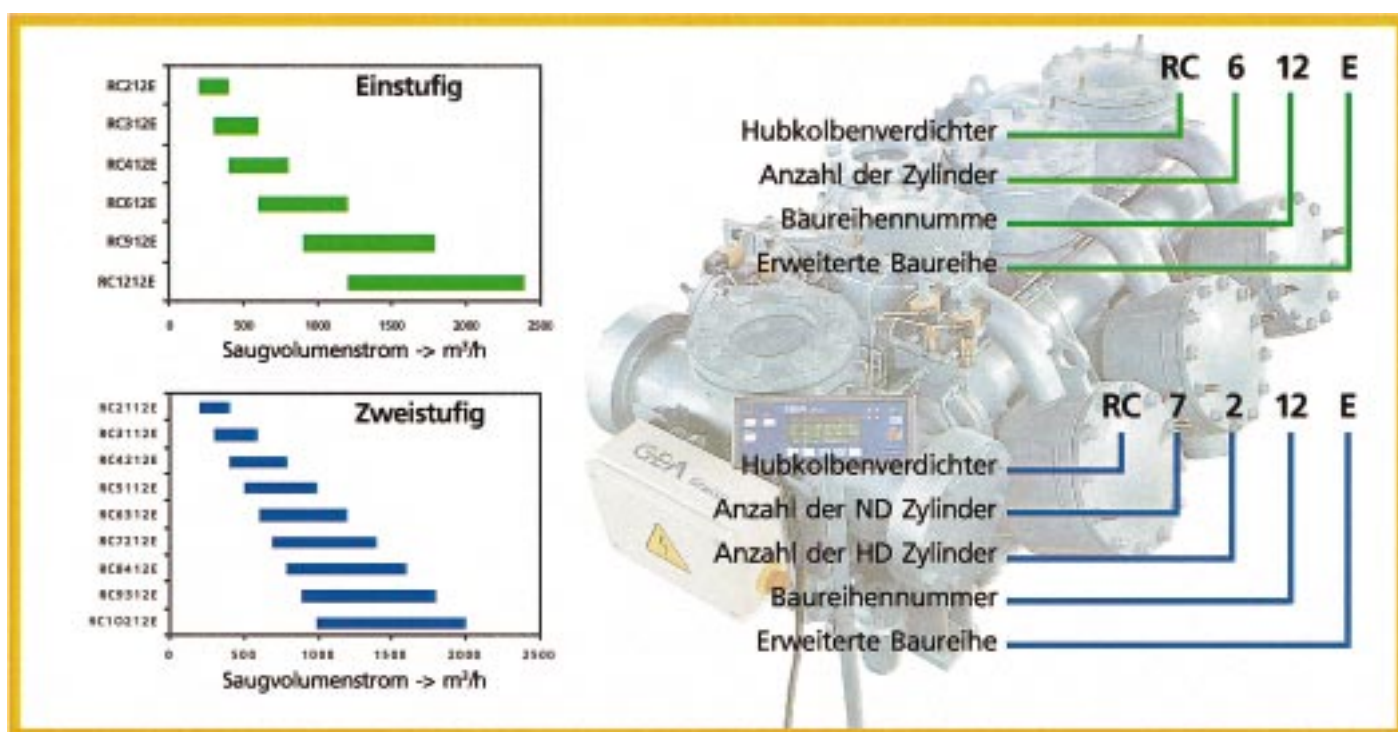 Einstufig
RC212E
RC312E
RC412E
RC612E
RC912E
RC1212E
0 500 1000 1500 2000 2500
Saugvolumenstrom -> m³/h
Zweistufig
RC2112E
RC3112E
RC4212E
RC5112E
RC6312E
RC7212E
RC8412E
RC9312E
RC10212E
0 500 1000 1500 2000 2500
Saugvolumenstrom -> m³/h
RC 6 12 E
Hubkolbenverdichter
Anzahl der Zylinder
Baureihennumme
Erweiterte Baureihe
RC 7 2 12 E
Hubkolbenverdichter
Anzahl der ND Zylinder
Anzahl der HD Zylinder
Baureihennummer
Erweiterte Baureihe
GEA